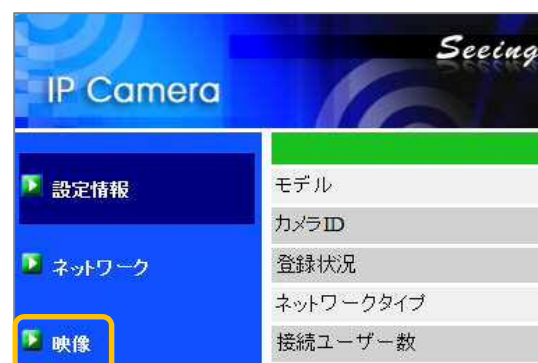 Seeing
IP Camera
設定情報
ネットワーク
映像
モデル
カメラID
登録状況
ネットワークタイプ
接続ユーザー数